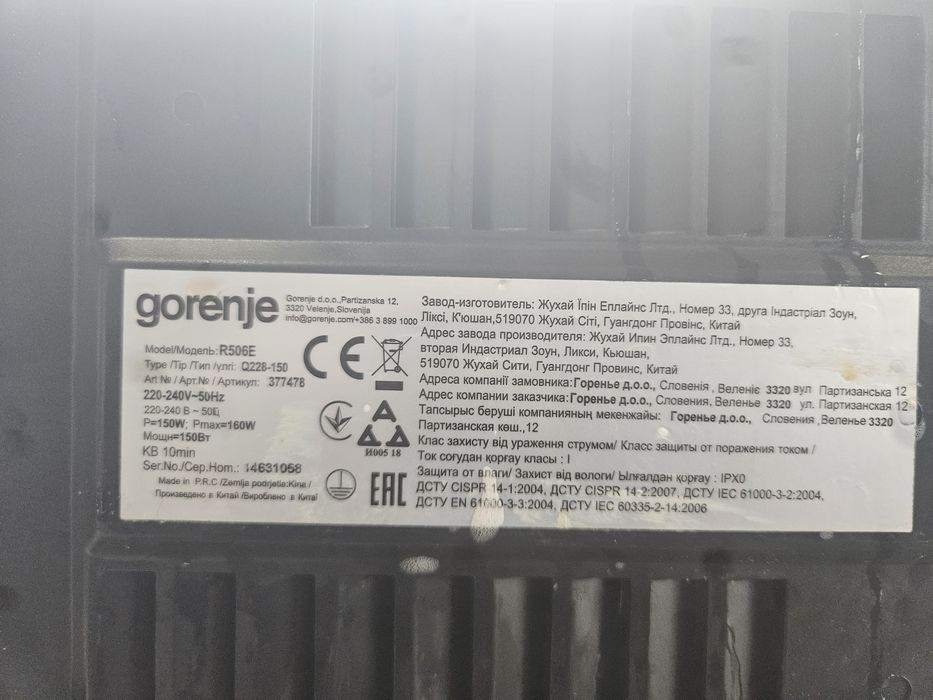 gorenje
Gorenje d.o.o.,Partizanska 12,
3320 Velenje,Slovenija
info@gorenje.com/+386 3 899 1000
Model/Модель: R506E
Type /Tip /Тип /үлгі: Q228-150
Art № / Арт.№ / Артикул: 377478
220-240V~50Hz
220-240 В ~ 50Ец
P=150W; Pmax=160W
Мощн=150Вт
KB 10min
Ser.No./Сер.Ном.: 14631058
Made in P.R.C /Zemlja podrjetla:Kina /
Произведено в Китай /Вироблено в Китаї
CE
И005 18
EAC
Завод-изготовитель: Жухай Їпін Еплайнс Лтд., Номер 33, друга Індастріал Зоун,
Ліксі, К'юшан,519070 Жухай Сіті, Гуангдонг Провінс, Китай
Адрес завода производителя: Жухай Ипин Эплайнс Лтд., Номер 33,
вторая Индастриал Зоун, Ликси, Кьюшан,
519070 Жухай Сити, Гуангдонг Провинс, Китай
Адреса компанії замовника:Горенье д.о.о., Словенія , Веленіє 3320 вул Партизанська 12
Адрес компании заказчика: Горенье д.о.о., Словения, Веленье 3320 ул. Партизанская 12
Тапсырыс беруші компанияның мекенжайы: Горенье д.о.о., Словения ,Веленье 3320
Партизанская көш.,12
Клас захисту від ураження струмом/ Класс защиты от поражения током /
Ток соғудан қорғау класы : I
Защита от влаги/ Захист від вологи/ Ылғалдан қорғау : IPX0
ДСТУ CISPR 14-1:2004, ДСТУ CISPR 14-2:2007, ДСТУ IEC 61000-3-2:2004,
ДСТУ EN 61000-3-3:2004, ДСТУ IEC 60335-2-14:2006